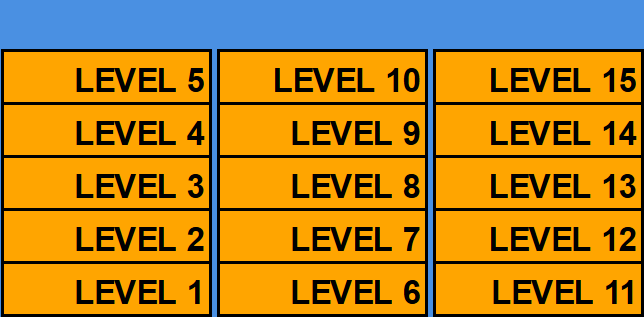 LEVEL 5 LEVEL 10 LEVEL 15
LEVEL 4 LEVEL 9 LEVEL 14
LEVEL 3 LEVEL 8 LEVEL 13
LEVEL 2 LEVEL 7 LEVEL 12
LEVEL 1 LEVEL 6 LEVEL 11